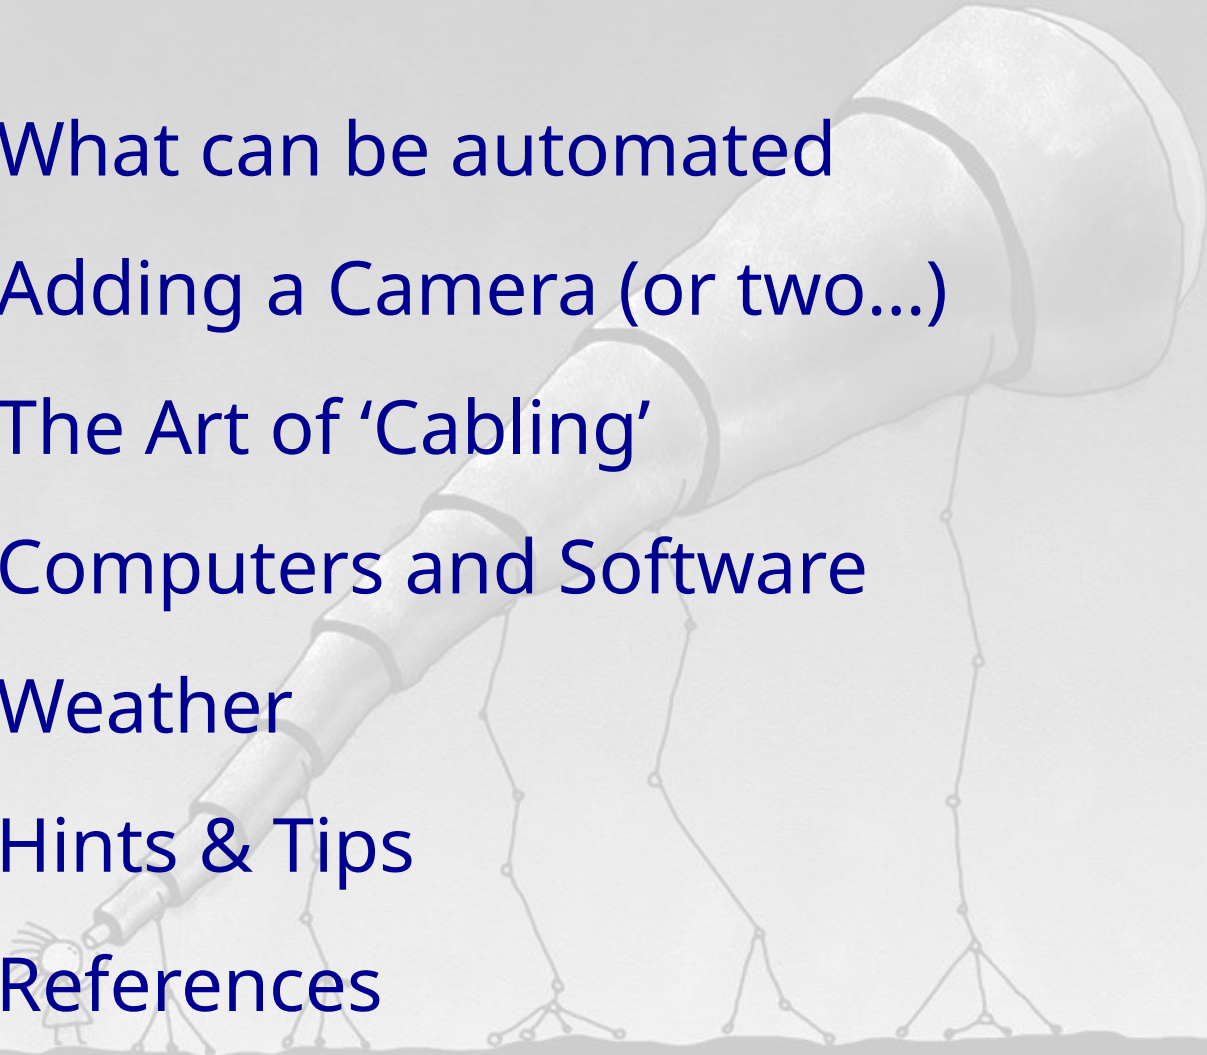 What can be automated
Adding a Camera (or two...)
The Art of ‘Cabling’
Computers and Software
Weather
Hints & Tips
References